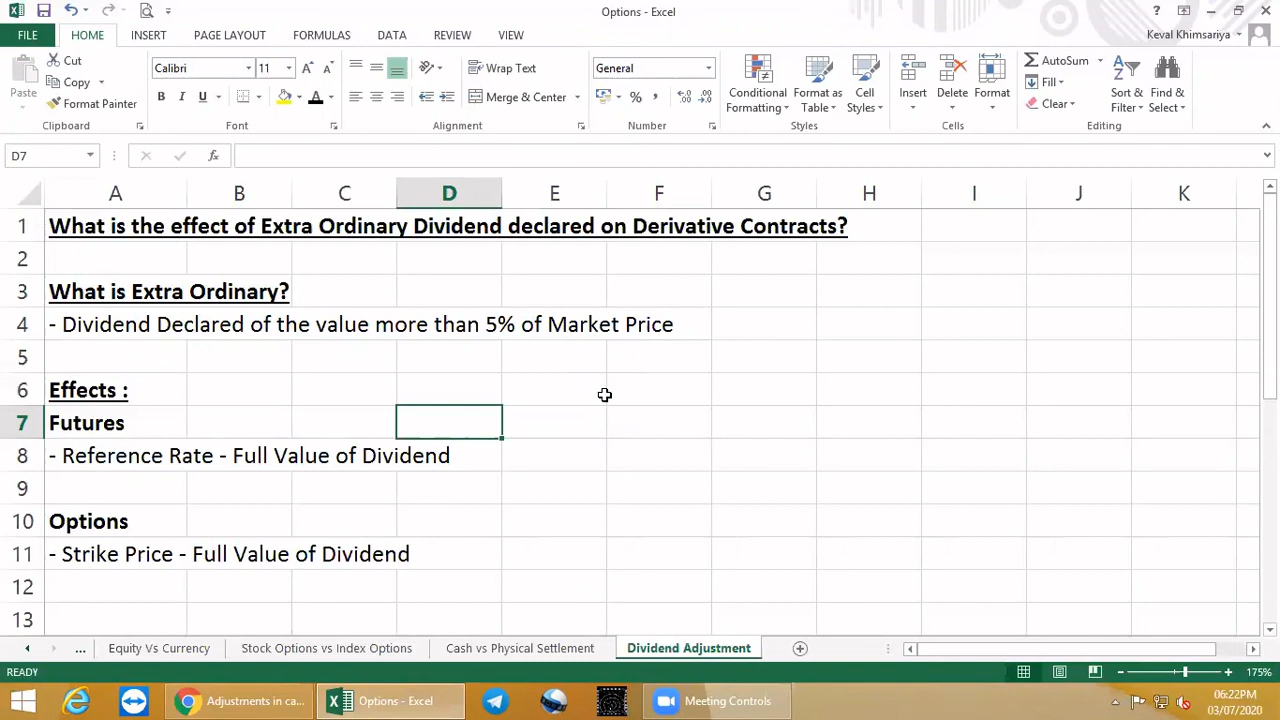 Options - Excel
?
FILE
HOME
INSERT
PAGE LAYOUT
FORMULAS
DATA
REVIEW
VIEW
Keval Khimsariya
Paste
Cut
Copy
Format Painter
Clipboard
Calibri
11
A
A
B
I
U
A
Font
Wrap Text
Merge & Center
Alignment
General
%
,
Number
Conditional
Formatting
Format as
Table
Cell
Styles
Styles
Insert
Delete
Format
Cells
AutoSum
Fill
Clear
Sort &
Filter
Find &
Select
Editing
D7
fx
A B C D E F G H I J K
1 What is the effect of Extra Ordinary Dividend declared on Derivative Contracts?
2
3 What is Extra Ordinary?
4 - Dividend Declared of the value more than 5% of Market Price
5
6 Effects :
7 Futures
8 - Reference Rate - Full Value of Dividend
9
10 Options
11 - Strike Price - Full Value of Dividend
12
13
...
Equity Vs Currency
Stock Options vs Index Options
Cash vs Physical Settlement
Dividend Adjustment
READY
175%
Adjustments in ca...
Options - Excel
Meeting Controls
06:22PM
03/07/2020